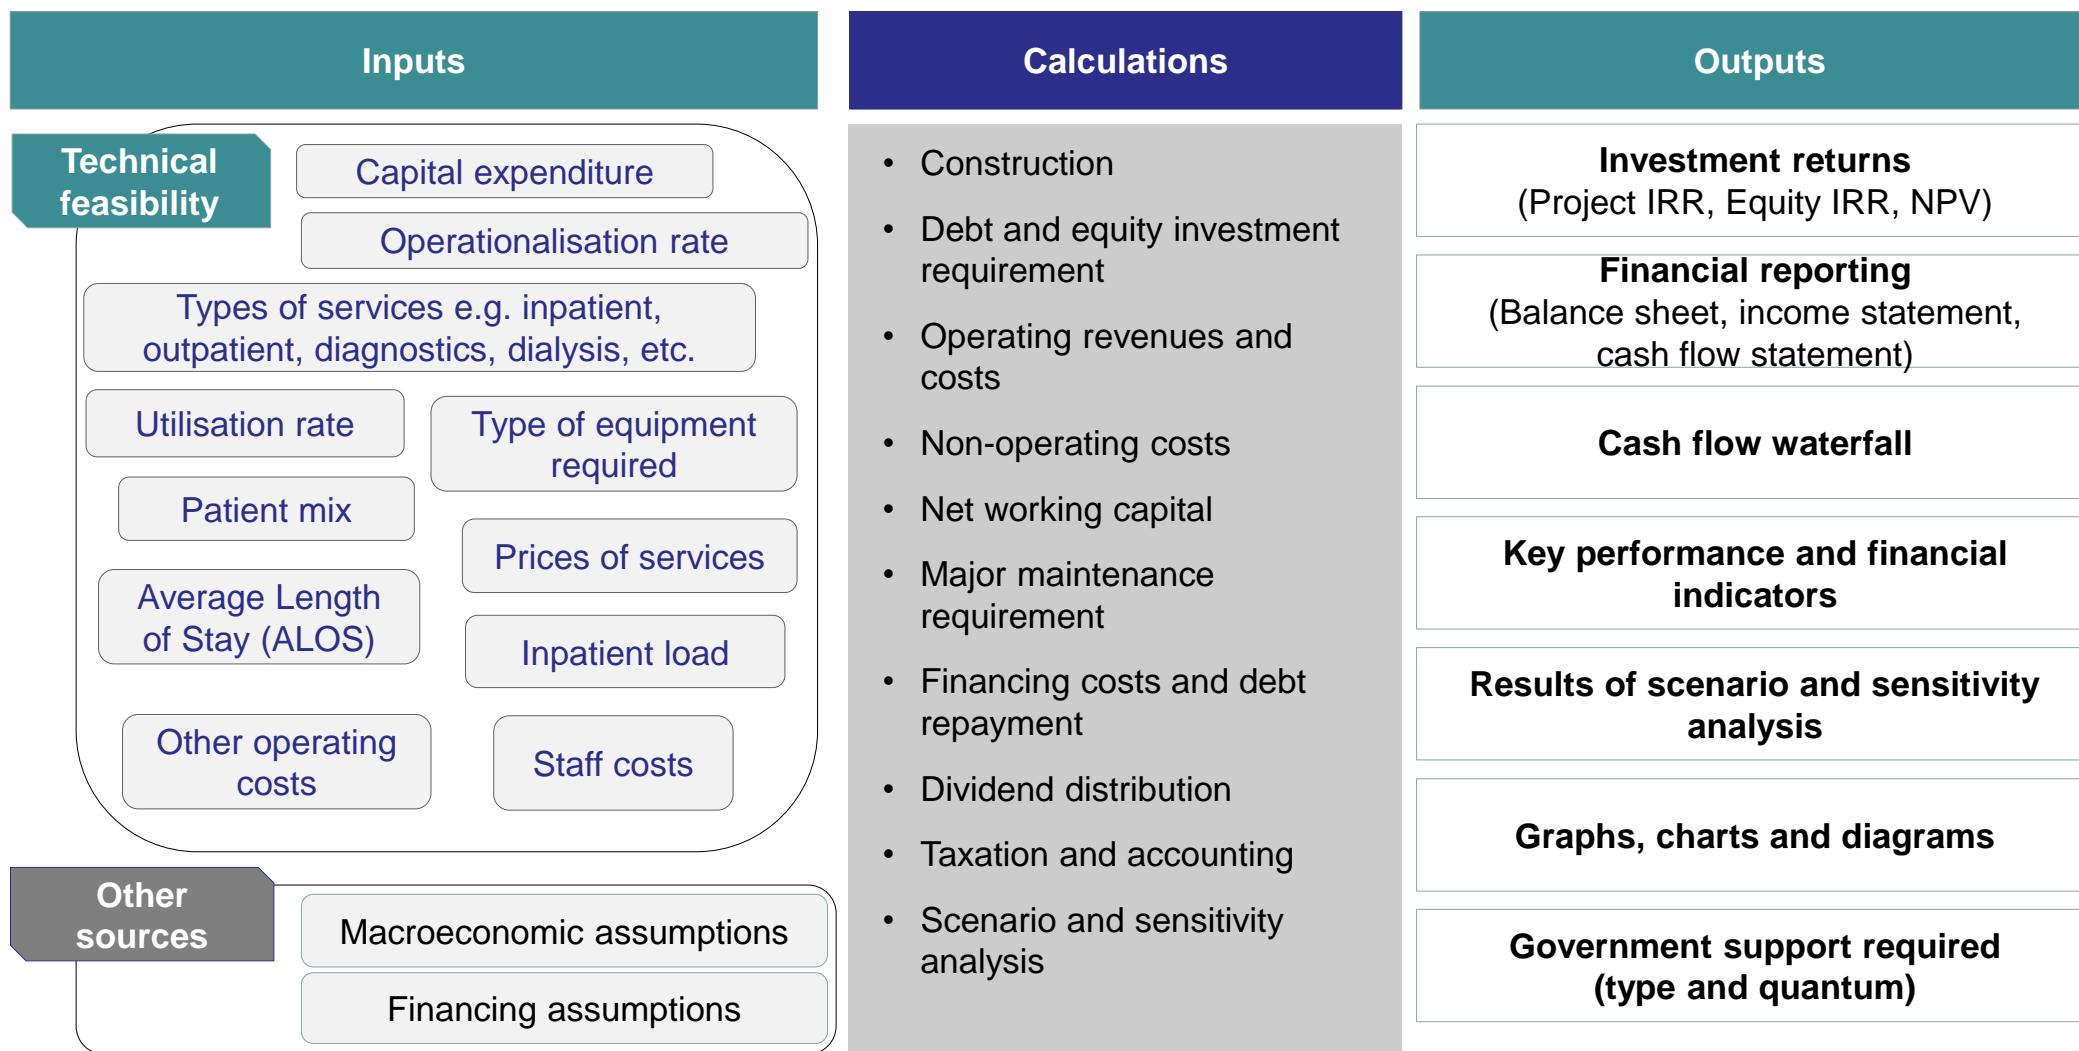 Inputs
Technical
feasibility
Capital expenditure
Operationalisation rate
Types of services e.g. inpatient,
outpatient, diagnostics, dialysis, etc.
Utilisation rate
Type of equipment
required
Patient mix
Prices of services
Average Length
of Stay (ALOS)
Inpatient load
Other operating
costs
Staff costs
Other
sources
Macroeconomic assumptions
Financing assumptions
Calculations
• Construction
• Debt and equity investment
requirement
• Operating revenues and
costs
• Non-operating costs
• Net working capital
• Major maintenance
requirement
• Financing costs and debt
repayment
• Dividend distribution
• Taxation and accounting
• Scenario and sensitivity
analysis
Outputs
Investment returns
(Project IRR, Equity IRR, NPV)
Financial reporting
(Balance sheet, income statement,
cash flow statement)
Cash flow waterfall
Key performance and financial
indicators
Results of scenario and sensitivity
analysis
Graphs, charts and diagrams
Government support required
(type and quantum)